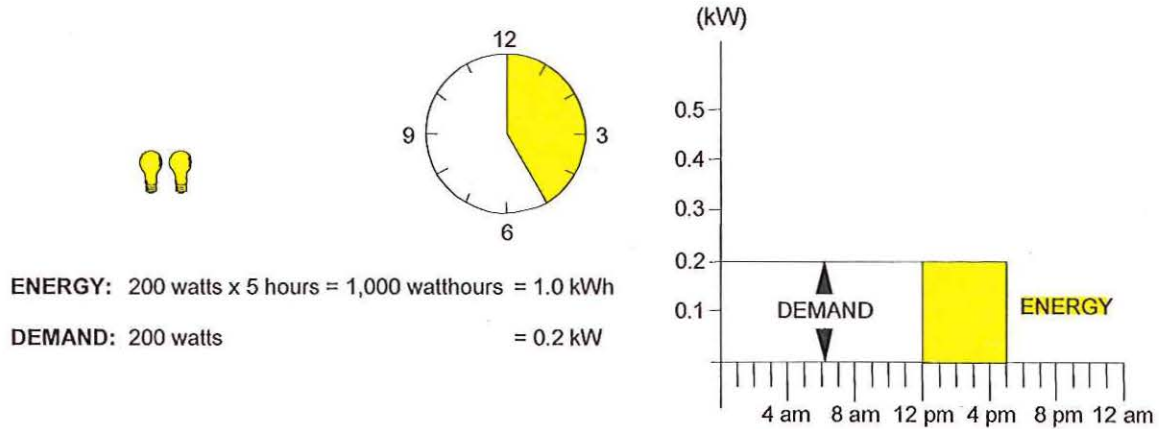 12
9
3
6
ENERGY: 200 watts x 5 hours = 1,000 watthours = 1.0 kWh
DEMAND: 200 watts = 0.2 kW
(kW)
0.5
0.4
0.3
0.2
0.1
DEMAND
ENERGY
4 am 8 am 12 pm 4 pm 8 pm 12 am